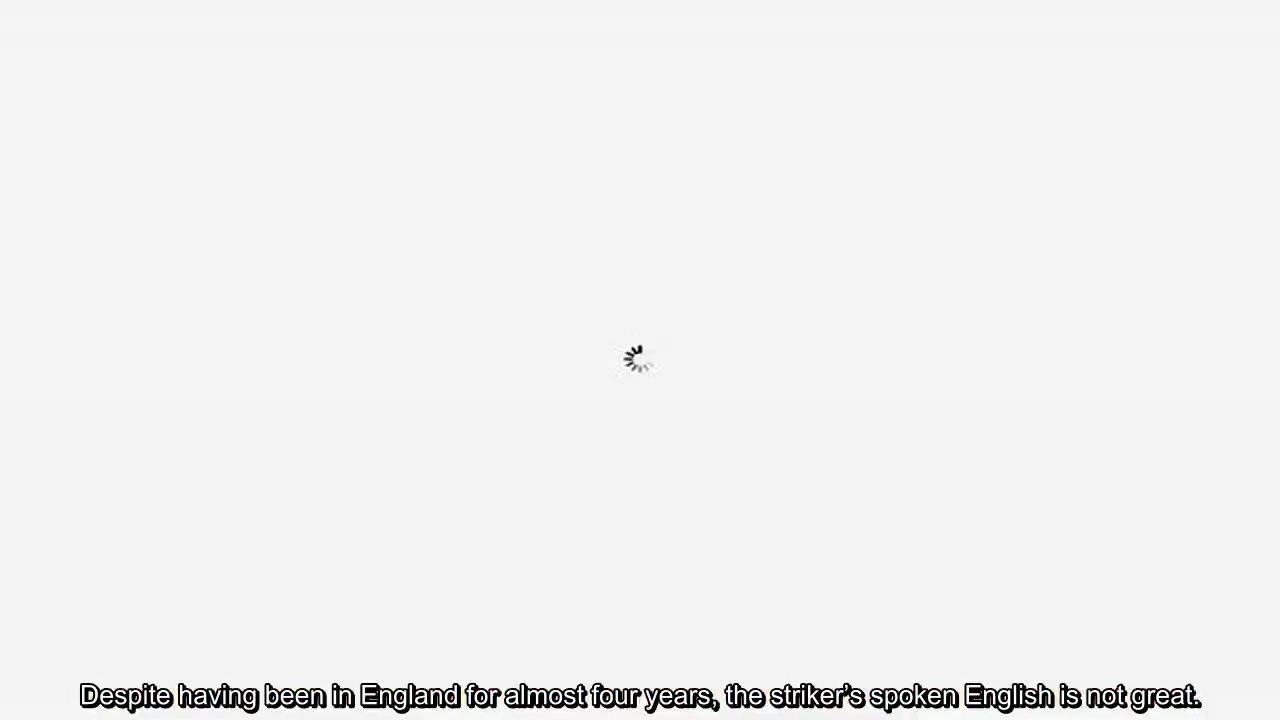 Despite having been in England for almost four years, the striker’s spoken English is not great.